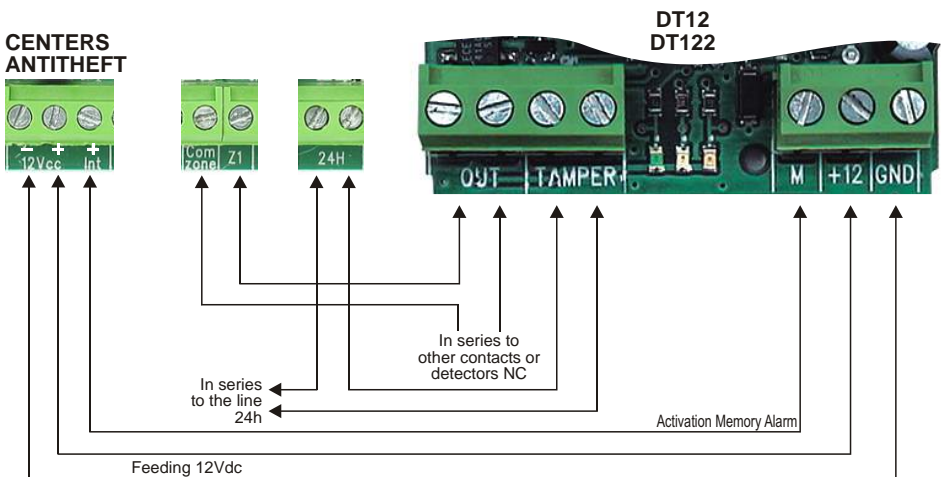 DT12
DT122
CENTERS
ANTITHEFT
- + +
12Vcc Int
Com
zone Z1
24H
OUT TAMPER
M +12 GND
In series to
other contacts or
detectors NC
In series
to the line
24h
Activation Memory Alarm
Feeding 12Vdc